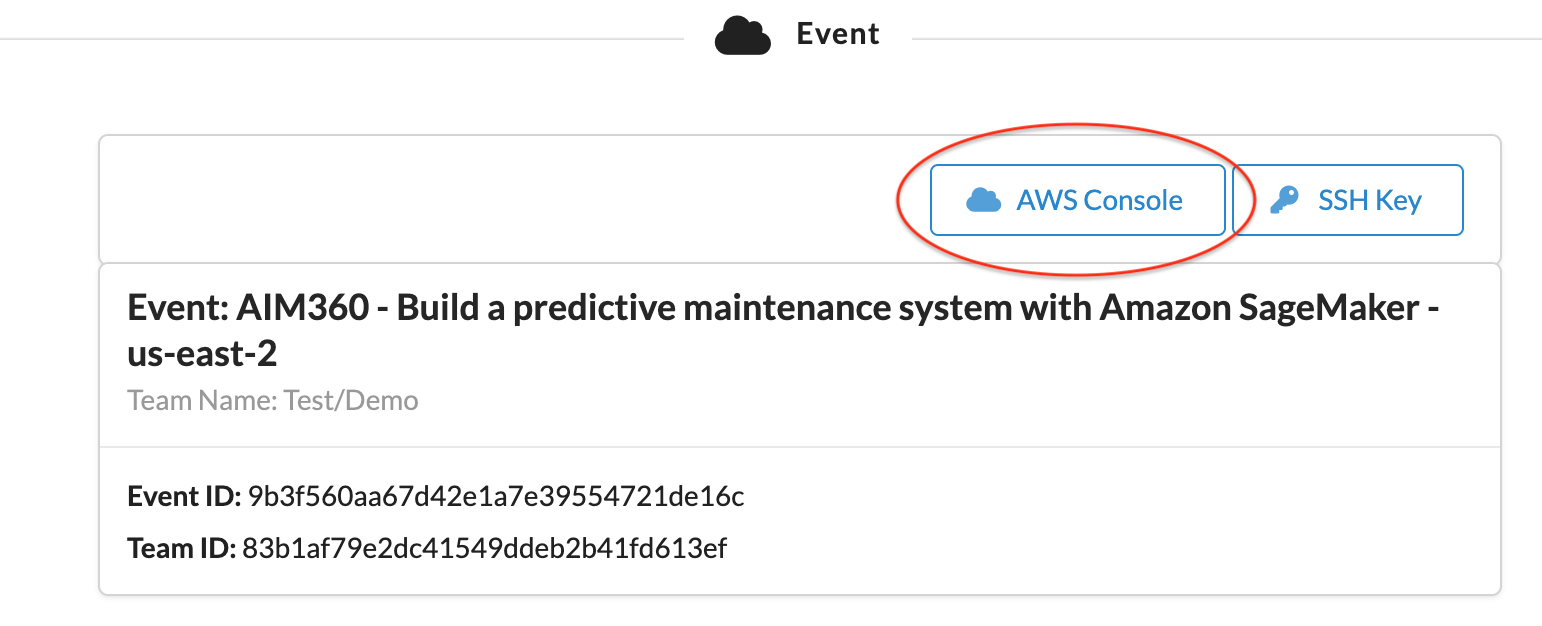 Event
AWS Console
SSH Key
Event: AIM360 - Build a predictive maintenance system with Amazon SageMaker -
us-east-2
Team Name: Test/Demo
Event ID: 9b3f560aa67d42e1a7e39554721de16c
Team ID: 83b1af79e2dc41549ddeb2b41fd613ef